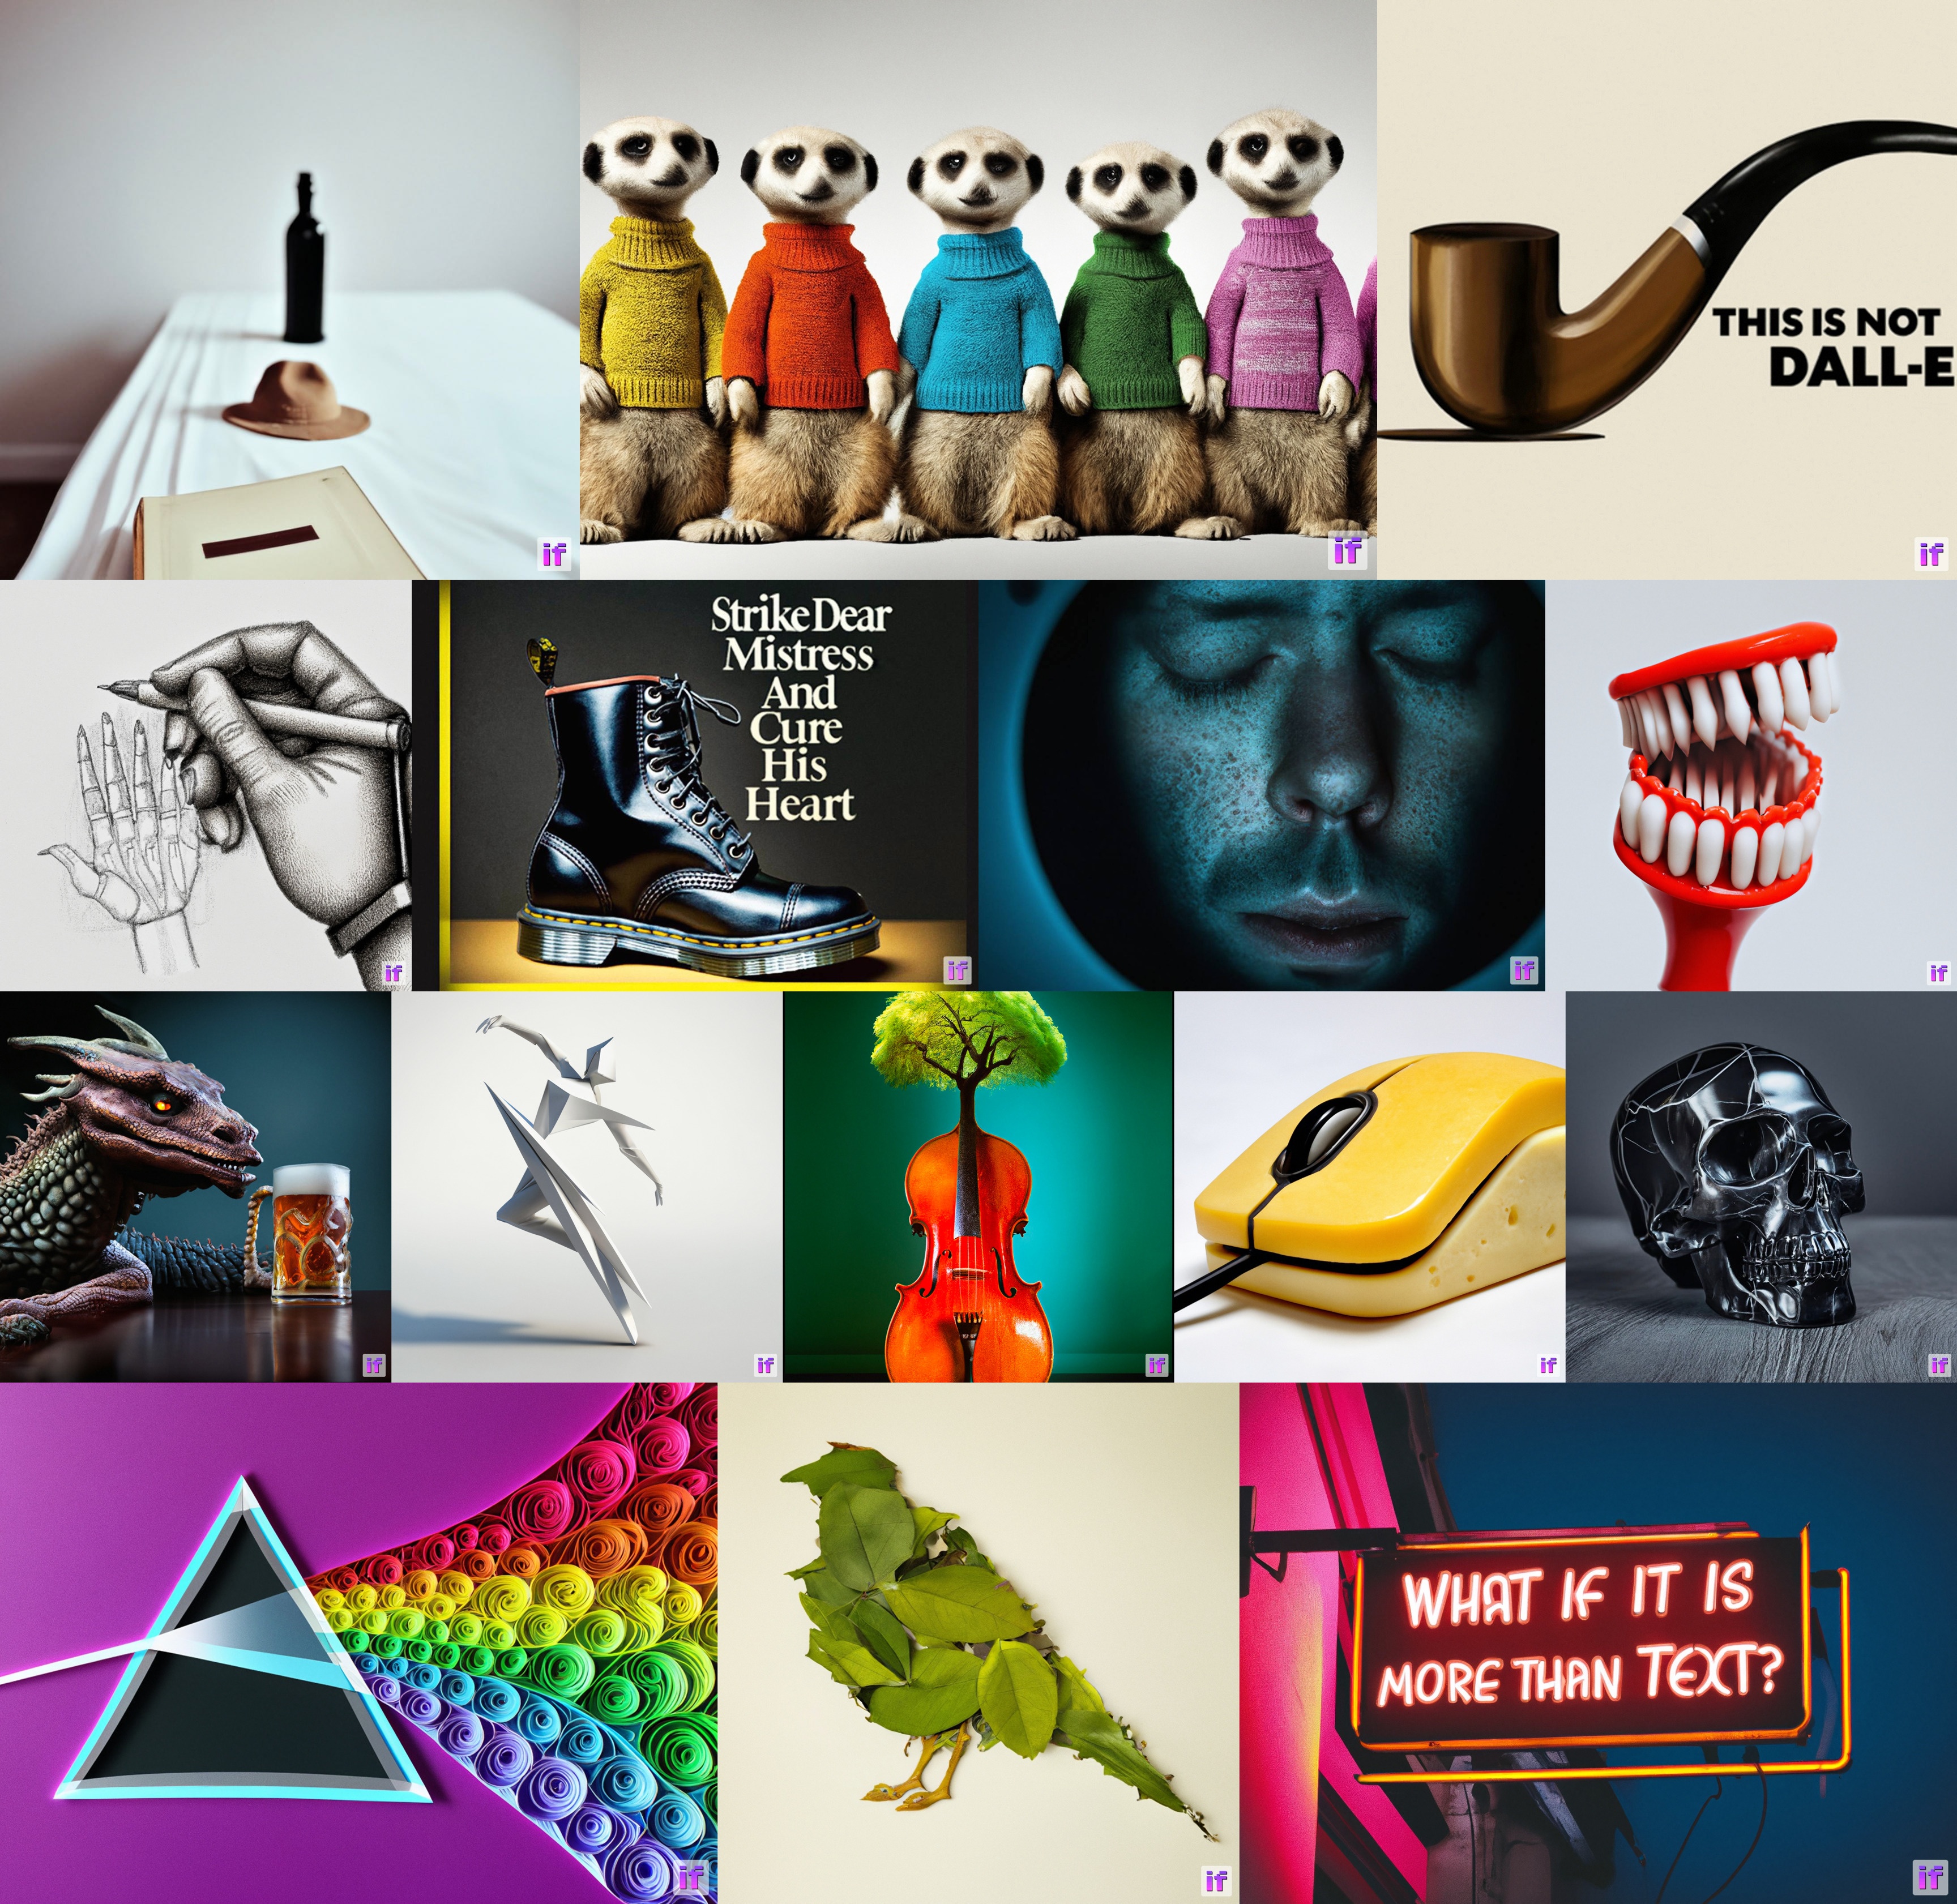 THIS IS NOT
DALL-E
if
if
if
Strike Dear
Mistress
And
Cure
His
Heart
if
if
if
if
if
if
if
if
if
WHAT IF IT IS
MORE THAN TEXT?
if
if
if